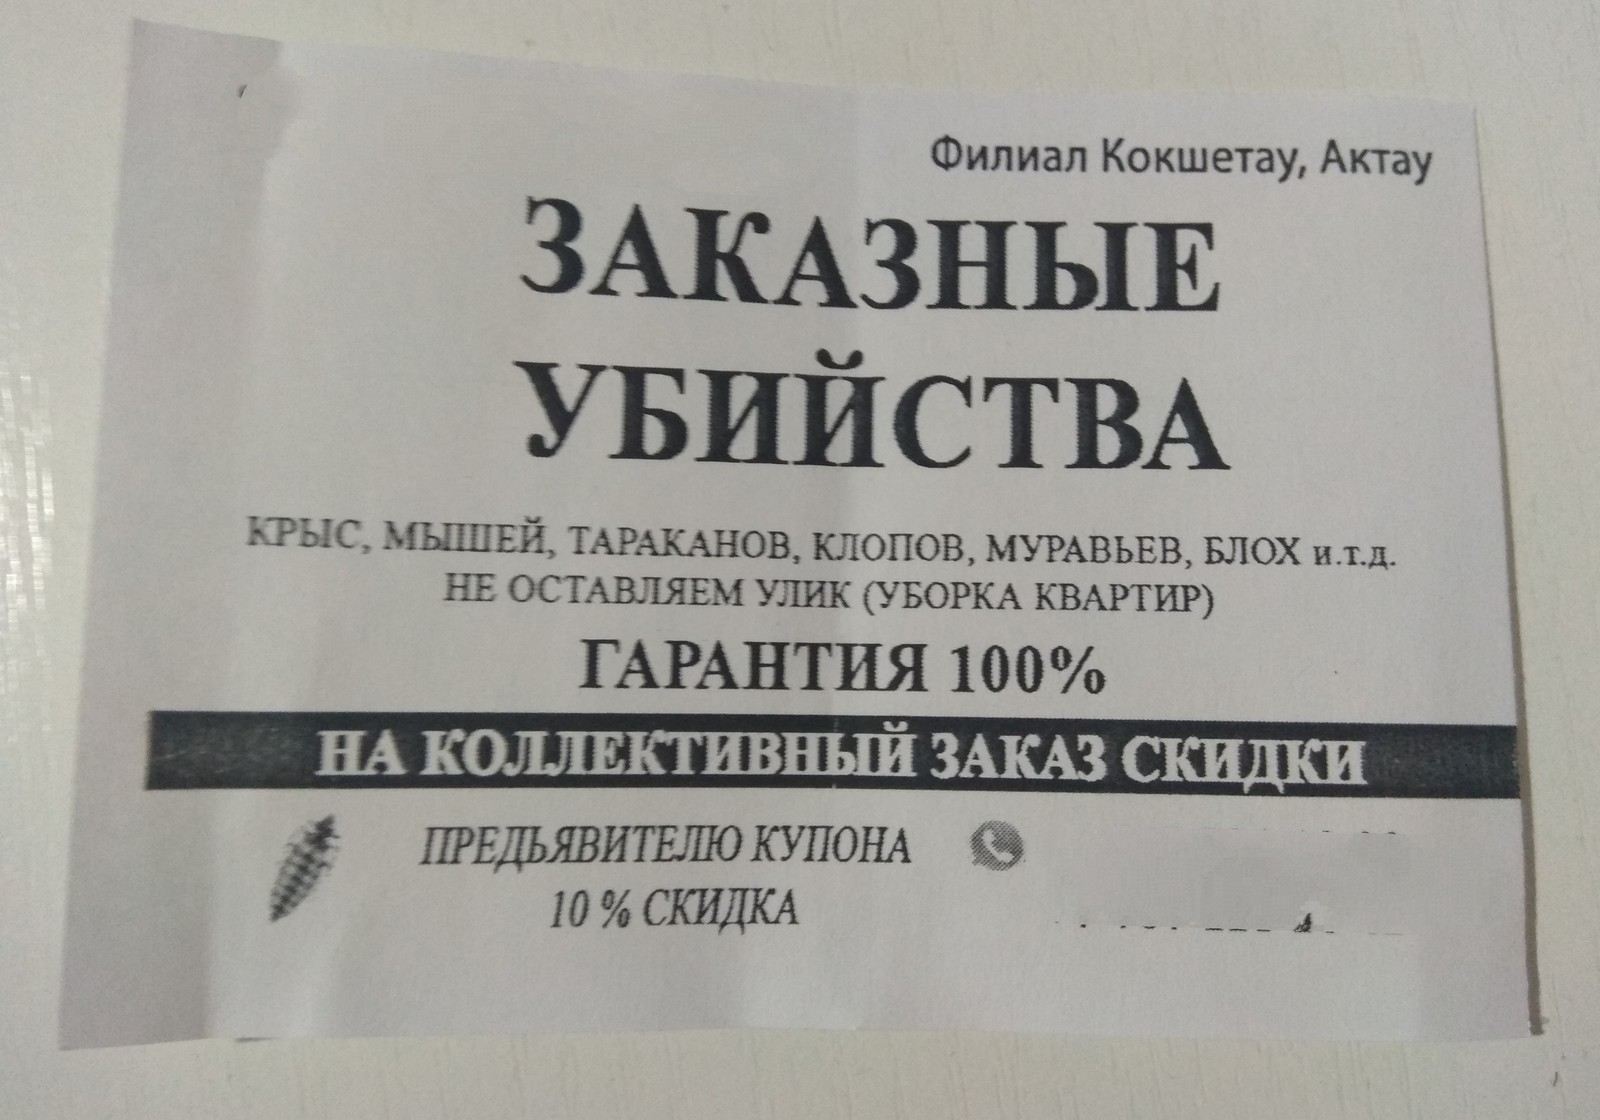 Филиал Кокшетау, Актау
ЗАКАЗНЫЕ
УБИЙСТВА
КРЫС, МЫШЕЙ, ТАРАКАНОВ, КЛОПОВ, МУРАВЬЕВ, БЛОХ и.т.д.
НЕ ОСТАВЛЯЕМ УЛИК (УБОРКА КВАРТИР)
ГАРАНТИЯ 100%
НА КОЛЛЕКТИВНЫЙ ЗАКАЗ СКИДКИ
ПРЕДЬЯВИТЕЛЮ КУПОНА
10 % СКИДКА